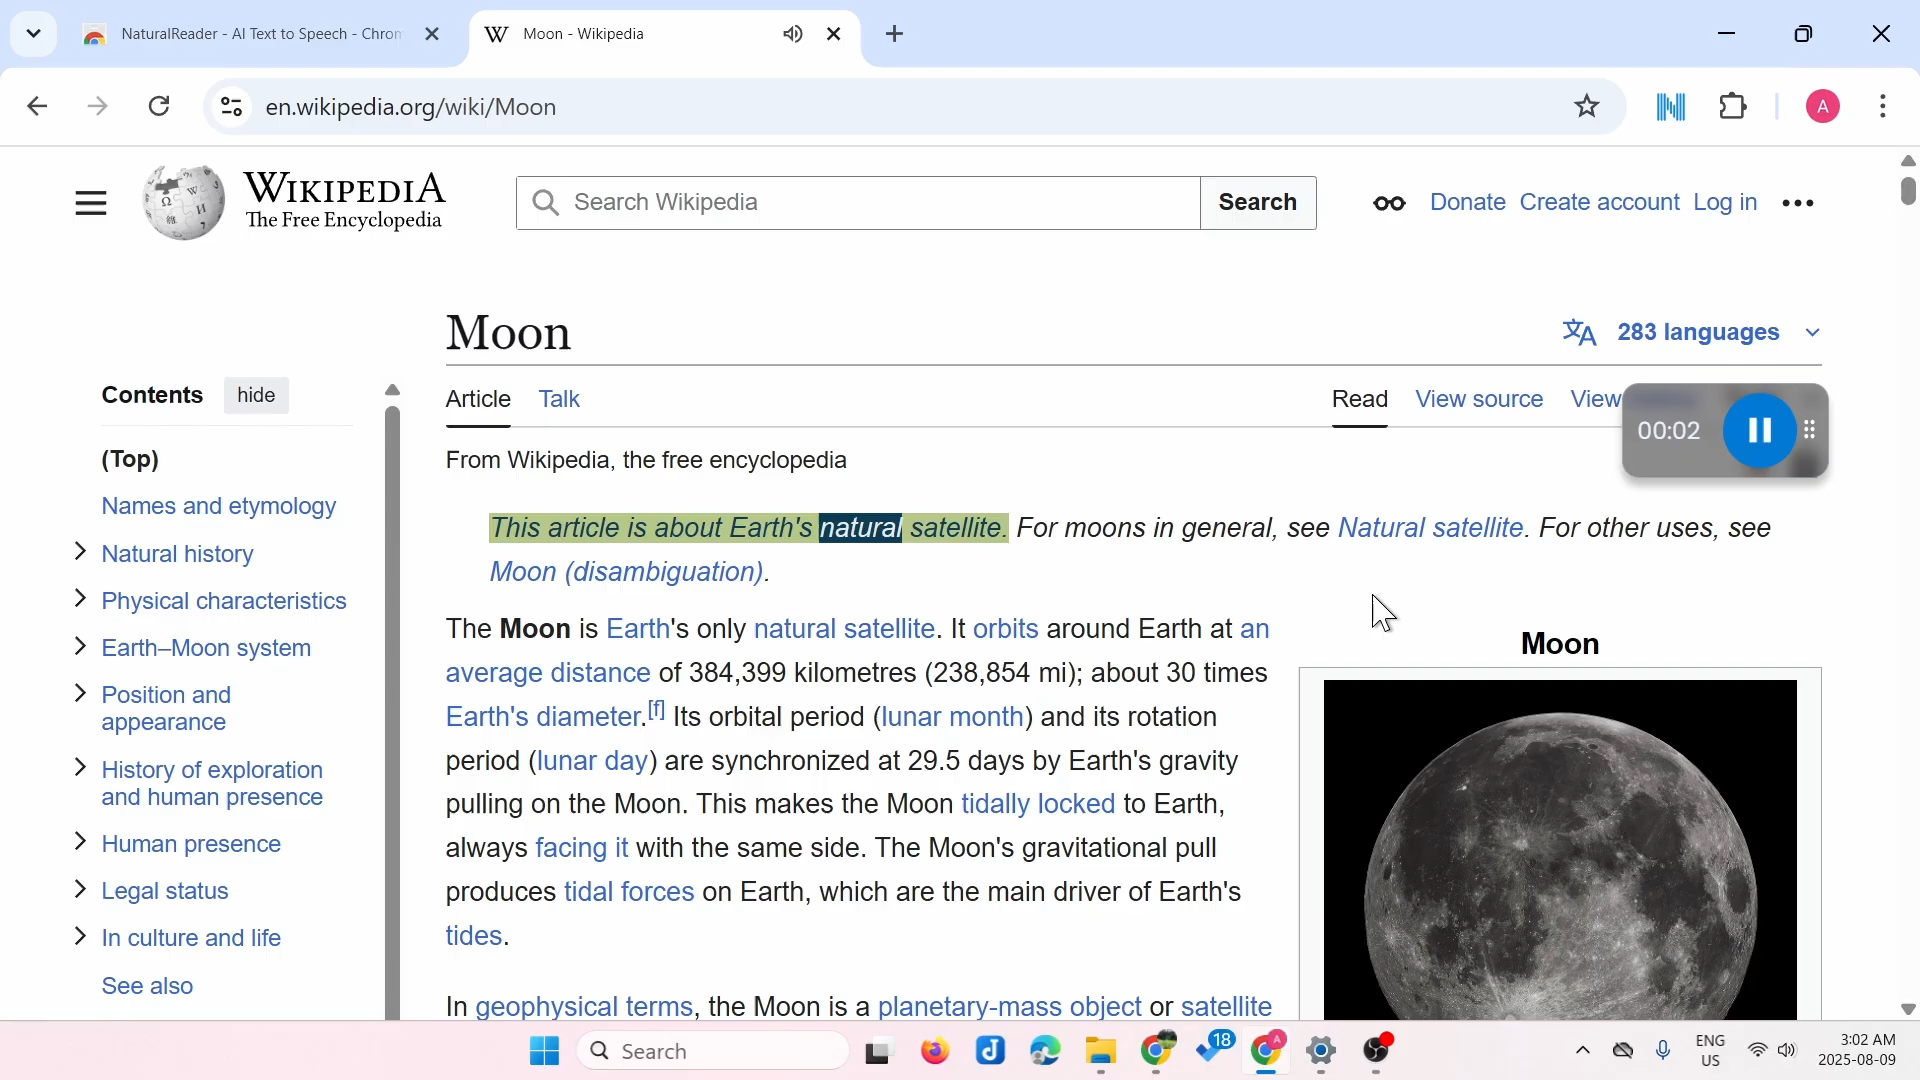 NaturalReader - AI Text to Speech - Chrom
Moon - Wikipedia
en.wikipedia.org/wiki/Moon
A
WIKIPEDIA
The Free Encyclopedia
Search Wikipedia
Search
Donate Create account Log in
Moon
283 languages
Contents hide
Article Talk
Read View source View
00:02
(Top)
Names and etymology
Natural history
Physical characteristics
Earth–Moon system
Position and
appearance
History of exploration
and human presence
Human presence
Legal status
In culture and life
See also
From Wikipedia, the free encyclopedia
This article is about Earth's natural satellite. For moons in general, see Natural satellite. For other uses, see
Moon (disambiguation).
The Moon is Earth's only natural satellite. It orbits around Earth at an
average distance of 384,399 kilometres (238,854 mi); about 30 times
Earth's diameter.[f] Its orbital period (lunar month) and its rotation
period (lunar day) are synchronized at 29.5 days by Earth's gravity
pulling on the Moon. This makes the Moon tidally locked to Earth,
always facing it with the same side. The Moon's gravitational pull
produces tidal forces on Earth, which are the main driver of Earth's
tides.
In geophysical terms, the Moon is a planetary-mass object or satellite
Moon
Search
18
A
ENG
US
3:02 AM
2025-08-09